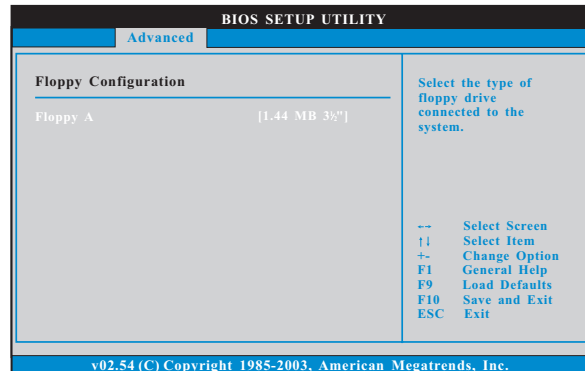 BIOS SETUP UTILITY
Advanced
Floppy Configuration
Floppy A [1.44 MB 3½"]
Select the type of
floppy drive
connected to the
system.
←→ Select Screen
↑↓ Select Item
+- Change Option
F1 General Help
F9 Load Defaults
F10 Save and Exit
ESC Exit
v02.54 (C) Copyright 1985-2003, American Megatrends, Inc.